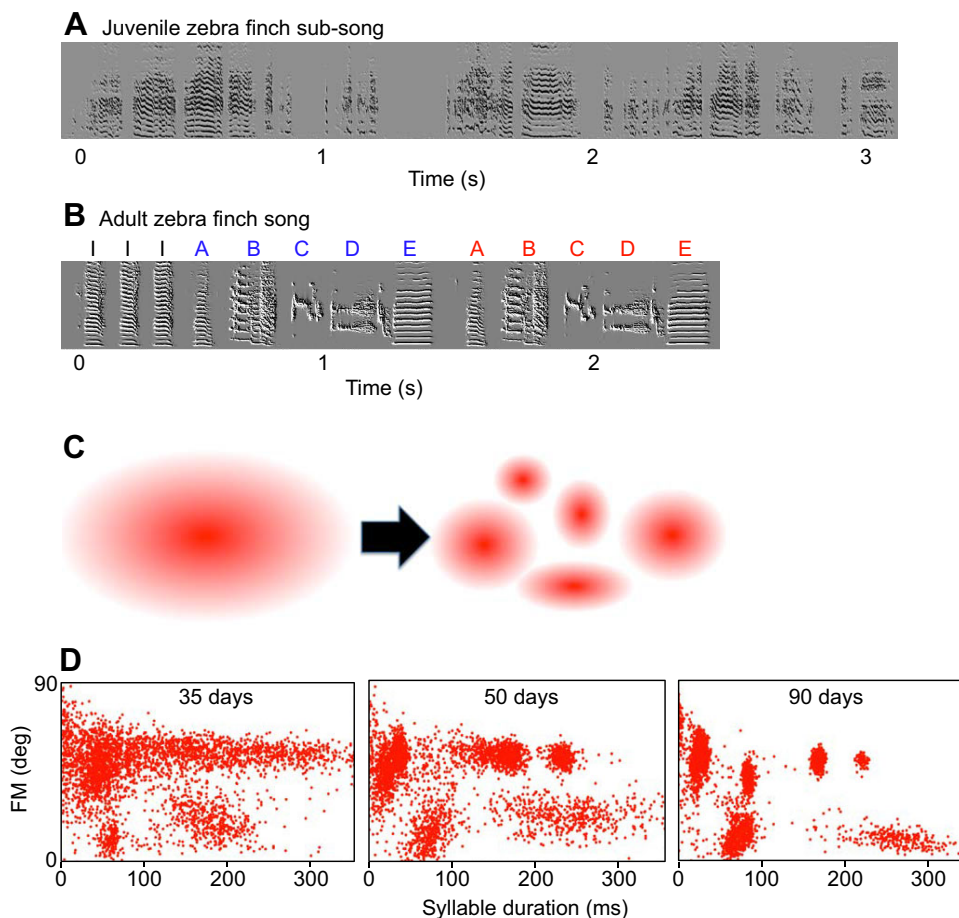 A Juvenile zebra finch sub-song
0 1 2 3
Time (s)
B Adult zebra finch song
I I I A B C D E A B C D E
0 1 2
Time (s)
C
D
90 35 days 50 days 90 days
FM (deg)
0
0 100 200 300 0 100 200 300 0 100 200 300
Syllable duration (ms)